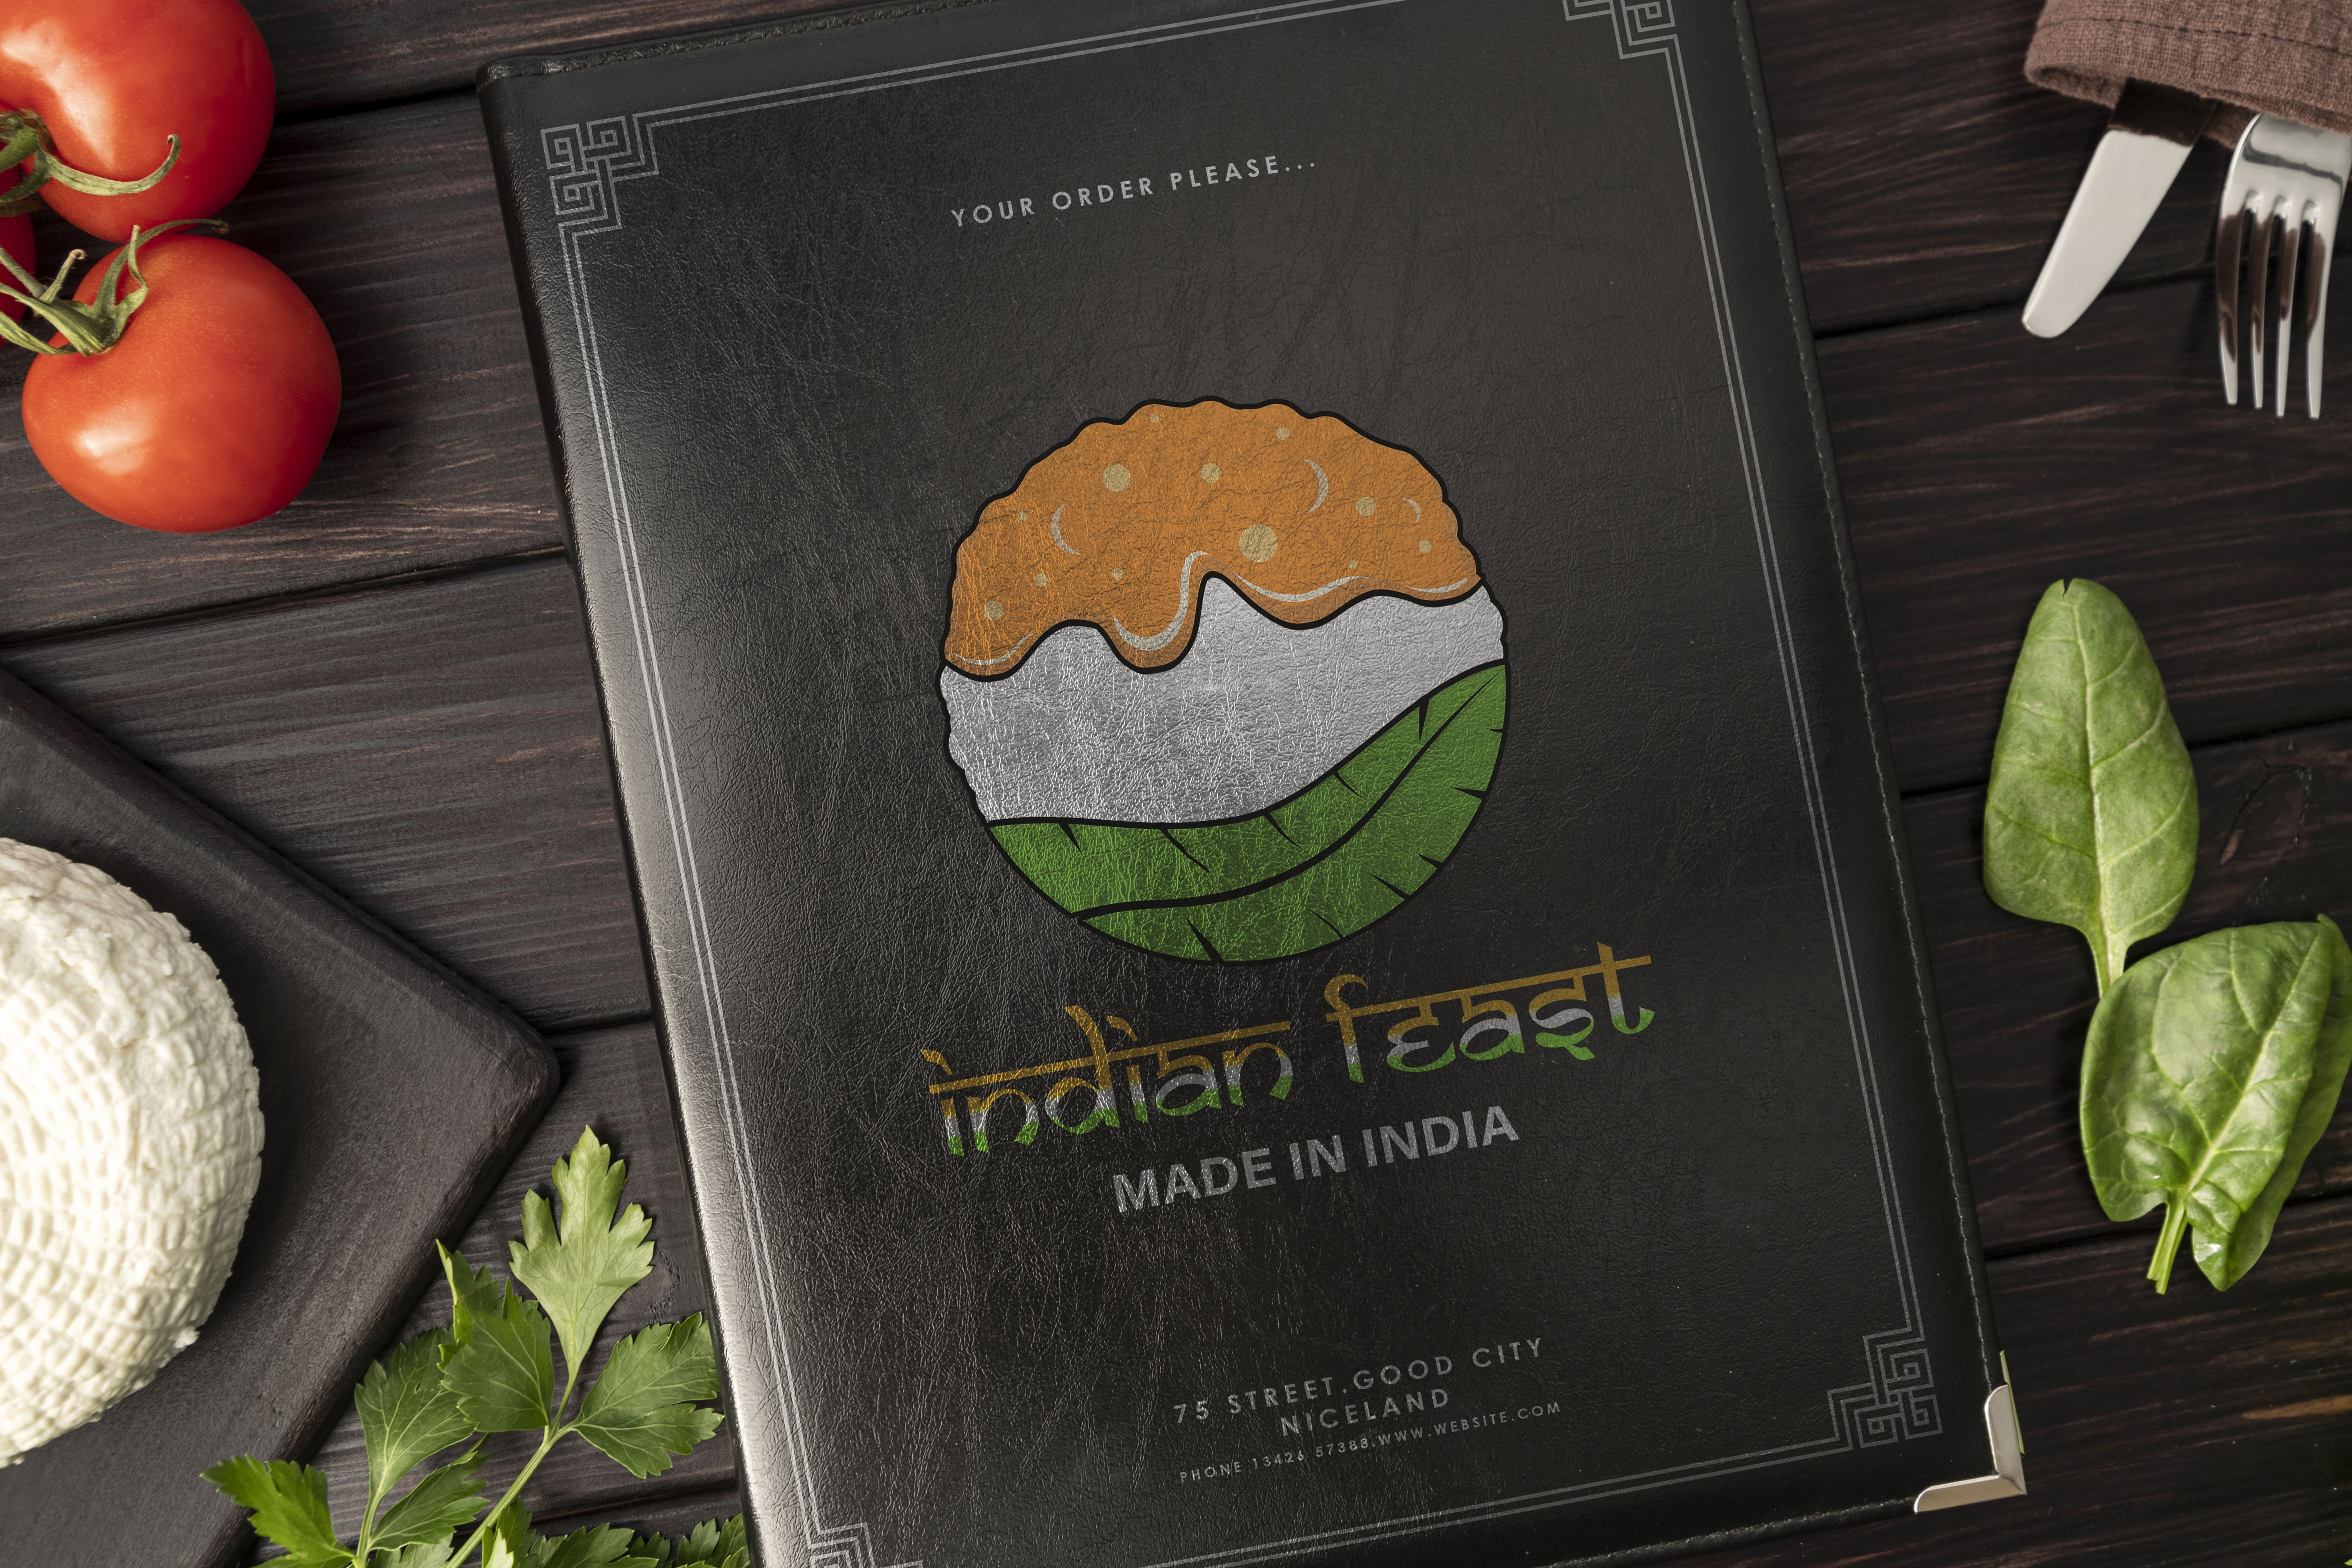 YOUR ORDER PLEASE...
indian feast
MADE IN INDIA
75 STREET.GOOD CITY
NICELAND
PHONE 13426 57388.WWW.WEBSITE.COM